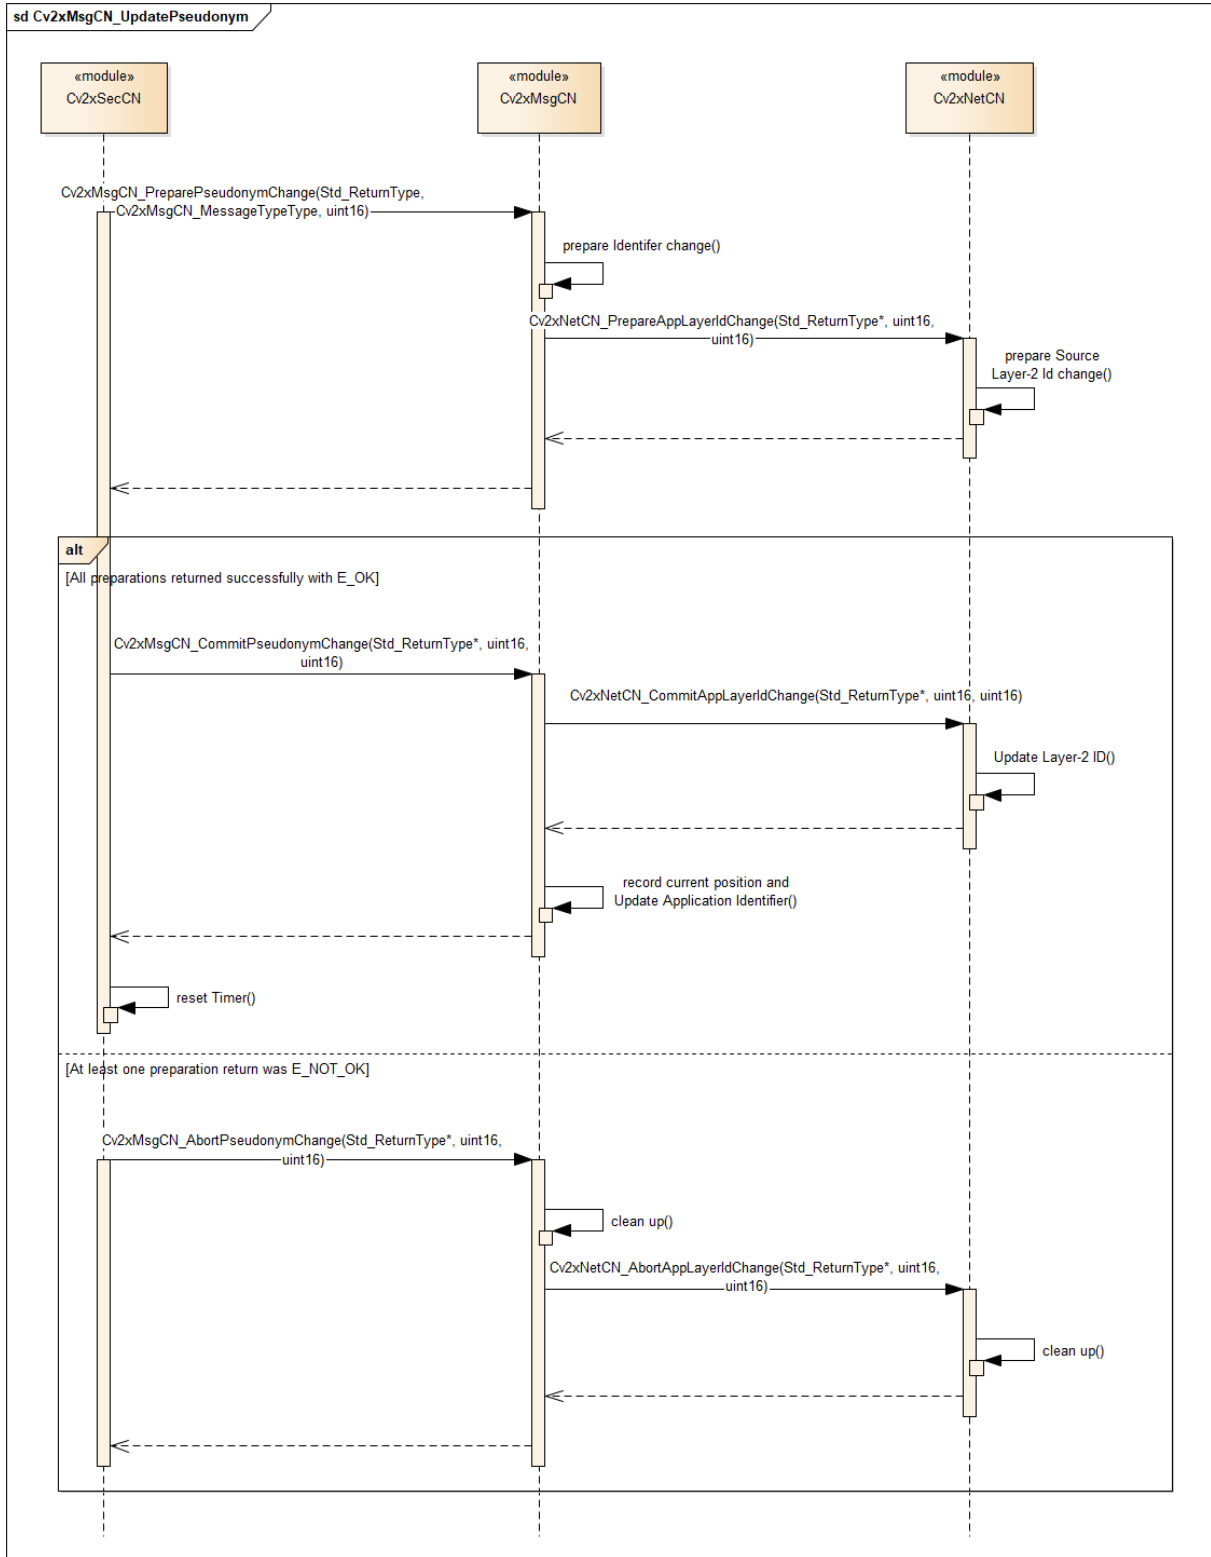 sd Cv2xMsgCN_UpdatePseudonym
«module»
Cv2xSecCN
«module»
Cv2xMsgCN
«module»
Cv2xNetCN
Cv2xMsgCN_PreparePseudonymChange(Std_ReturnType,
Cv2xMsgCN_MessageTypeType, uint16)
prepare Identifer change()
Cv2xNetCN_PrepareAppLayerIdChange(Std_ReturnType*, uint16,
uint16)
prepare Source
Layer-2 Id change()
alt
[All preparations returned successfully with E_OK]
Cv2xMsgCN_CommitPseudonymChange(Std_ReturnType*, uint16,
uint16)
Cv2xNetCN_CommitAppLayerIdChange(Std_ReturnType*, uint16, uint16)
Update Layer-2 ID()
record current position and
Update Application Identifier()
reset Timer()
[At least one preparation return was E_NOT_OK]
Cv2xMsgCN_AbortPseudonymChange(Std_ReturnType*, uint16,
uint16)
clean up()
Cv2xNetCN_AbortAppLayerIdChange(Std_ReturnType*, uint16,
uint16)
clean up()